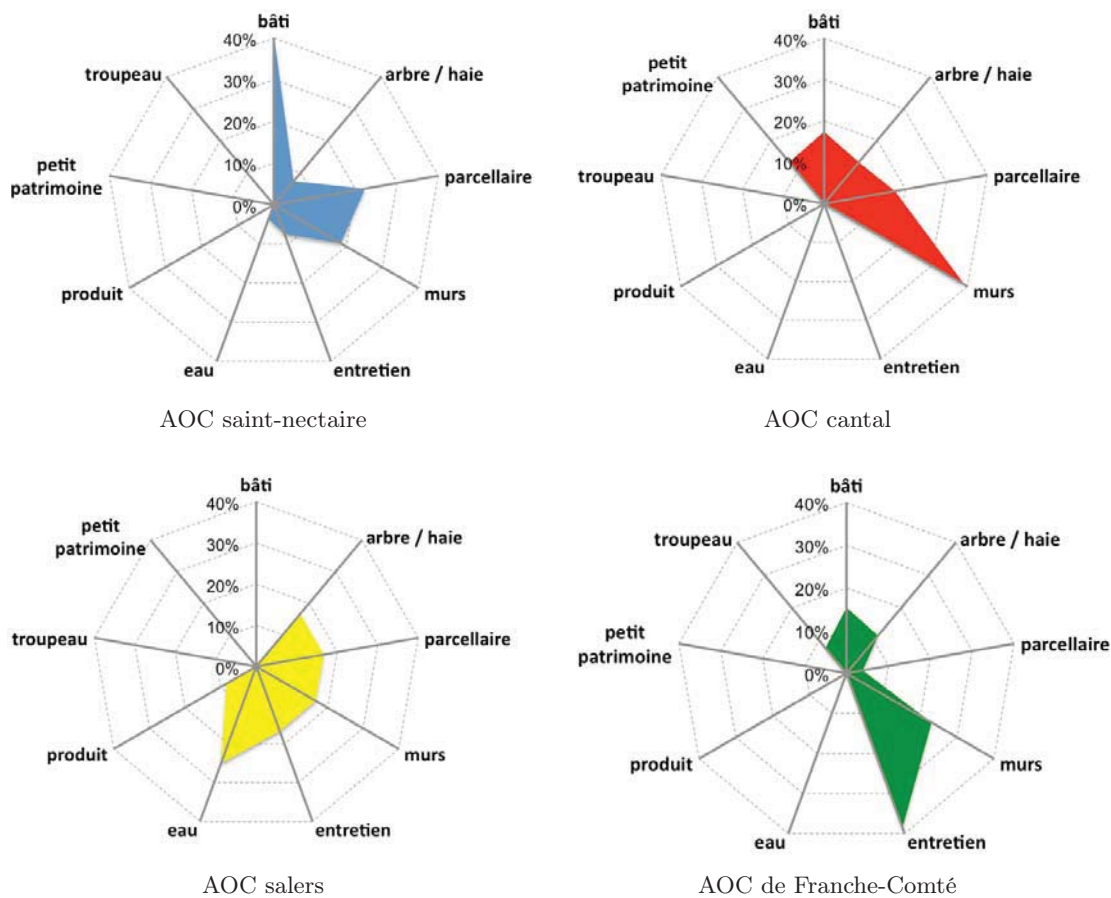 bâti
40%
troupeau
arbre / haie
30%
20%
petit
patrimoine
10%
parcellaire
0%
produit
murs
eau
entretien
AOC saint-nectaire
bâti
40%
petit
patrimoine
arbre / haie
30%
20%
troupeau
10%
parcellaire
0%
produit
murs
eau
entretien
AOC cantal
bâti
40%
petit
patrimoine
arbre / haie
30%
20%
troupeau
10%
parcellaire
0%
produit
murs
eau
entretien
AOC salers
bâti
40%
troupeau
arbre / haie
30%
20%
petit
patrimoine
10%
parcellaire
0%
produit
murs
eau
entretien
AOC de Franche-Comté